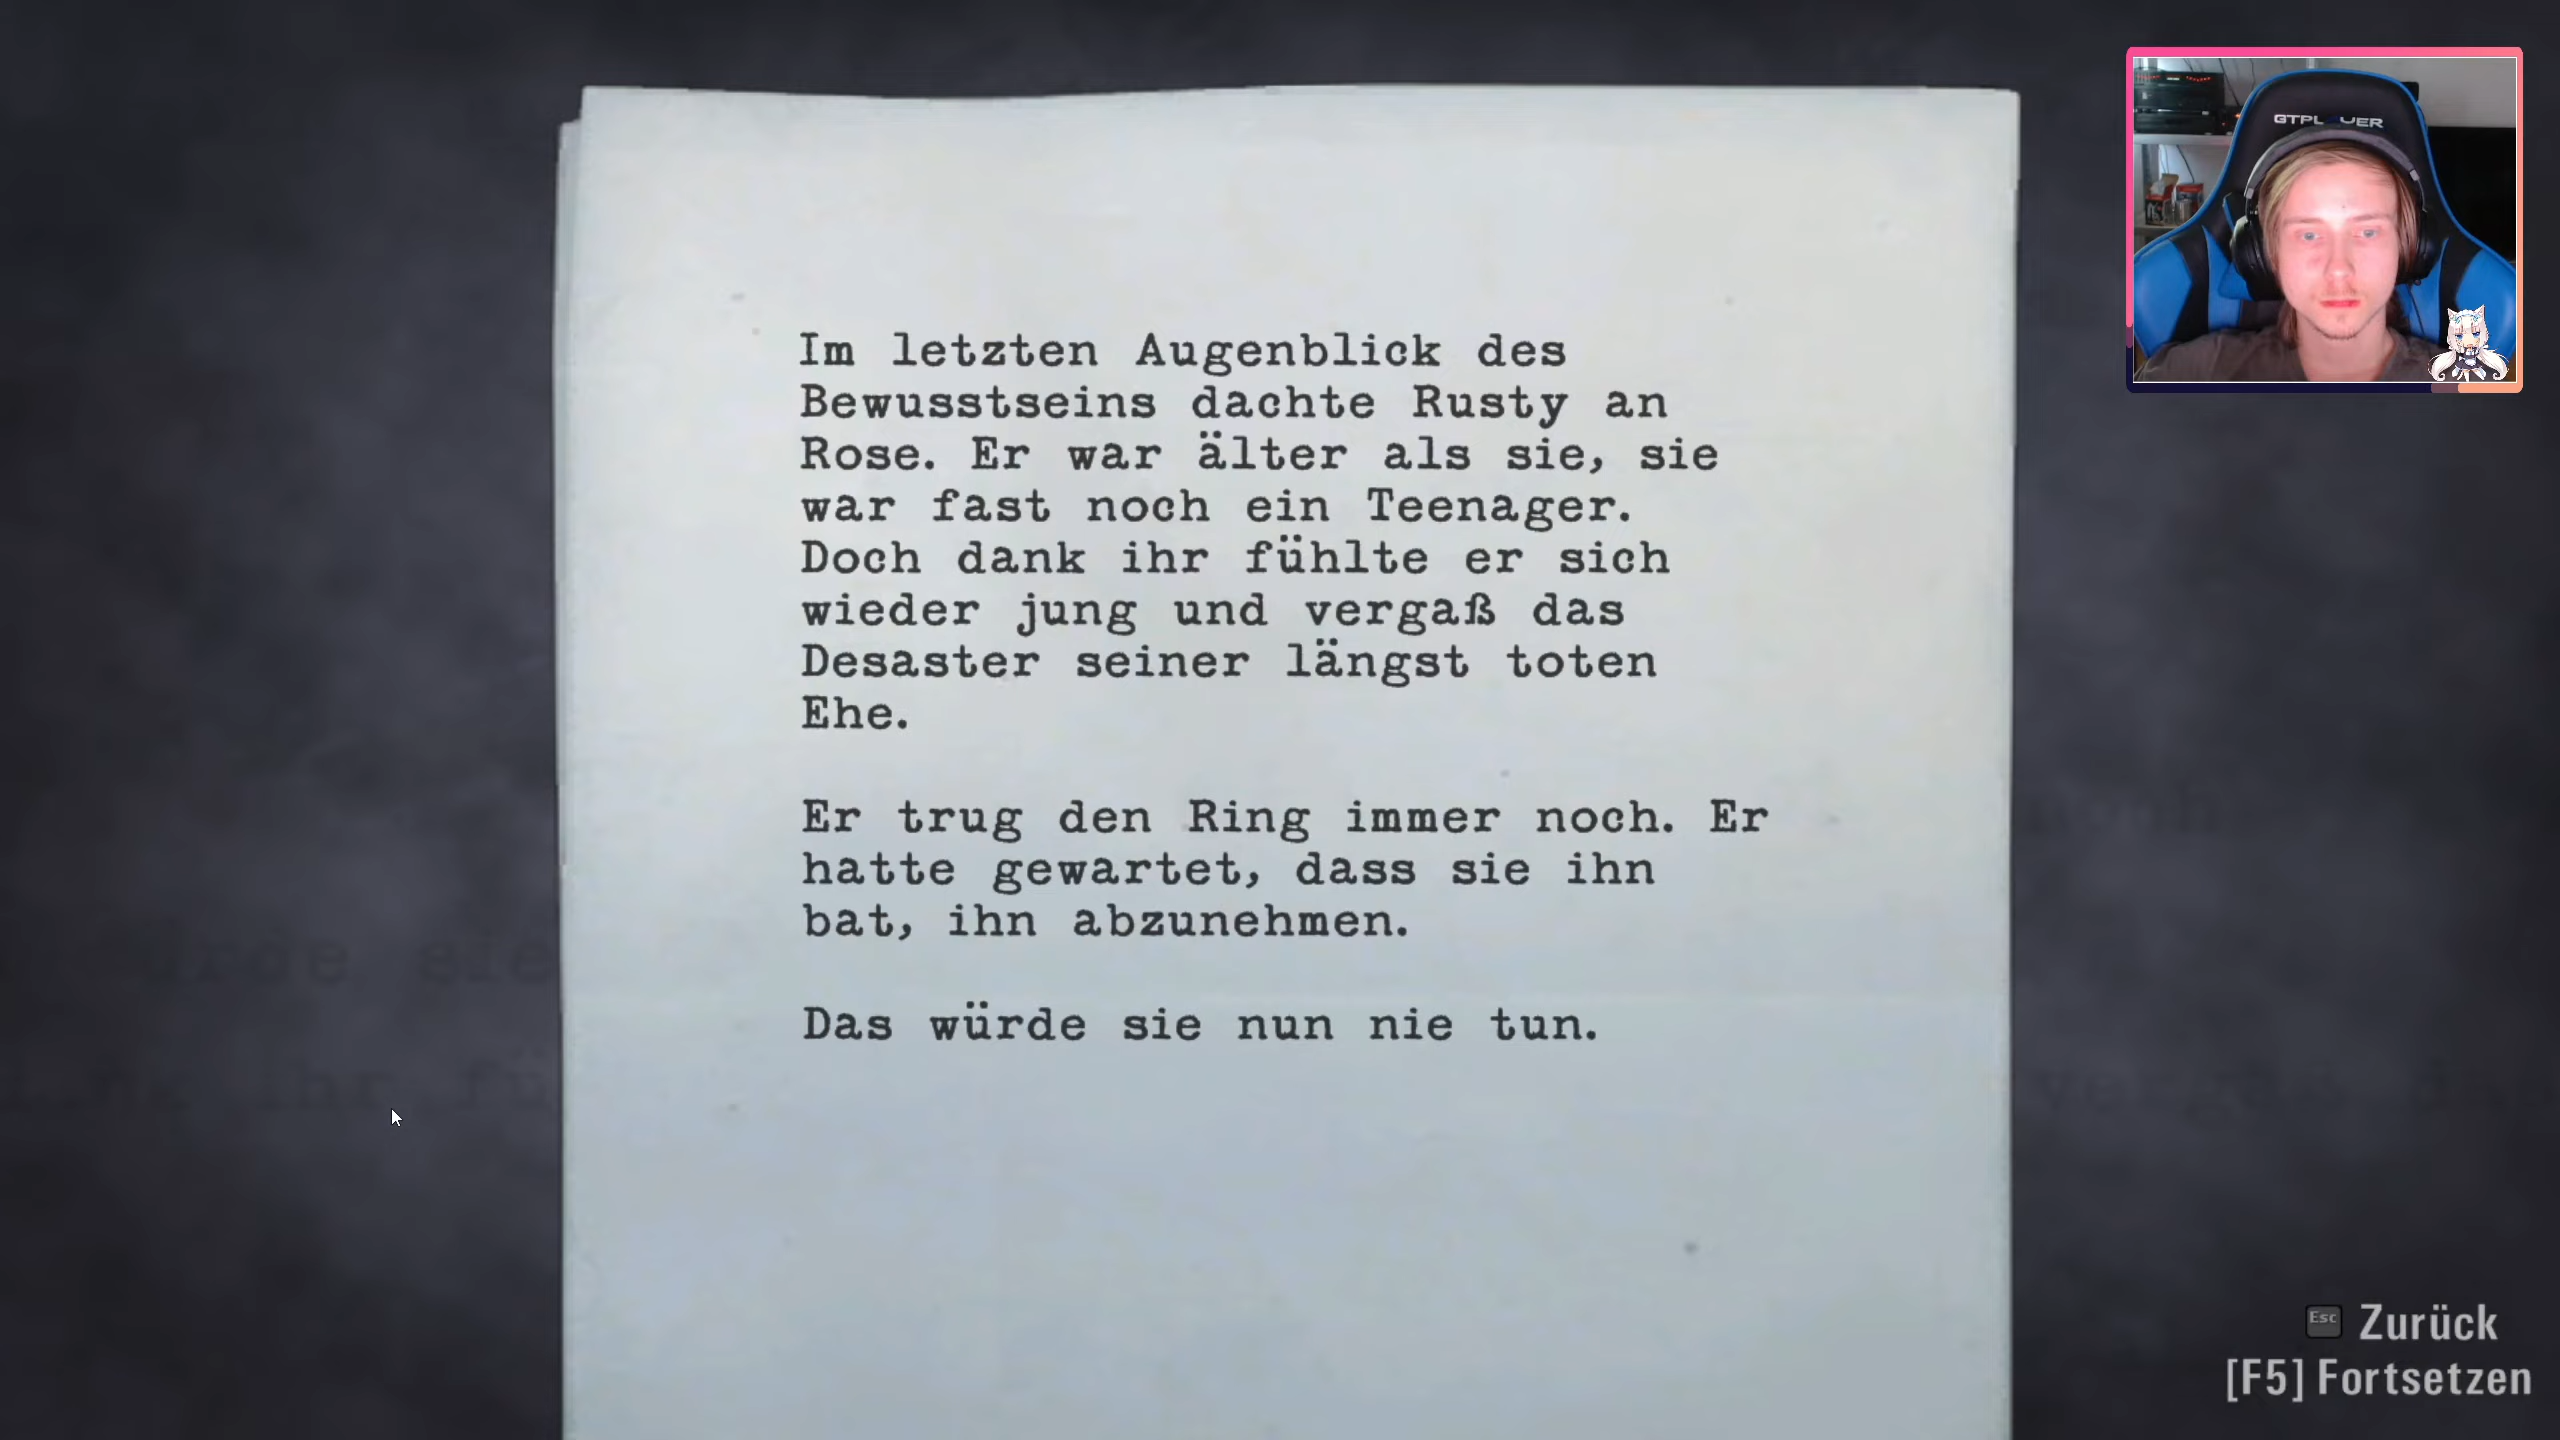 GTPL
Im letzten Augenblick des
Bewusstseins dachte Rusty an
Rose. Er war älter als sie, sie
war fast noch ein Teenager.
Doch dank ihr fühlte er sich
wieder jung und vergaß das
Desaster seiner längst toten
Ehe.
Er trug den Ring immer noch. Er
hatte gewartet, dass sie ihn
bat, ihn abzunehmen.
Das würde sie nun nie tun.
Esc Zurück
[F5] Fortsetzen